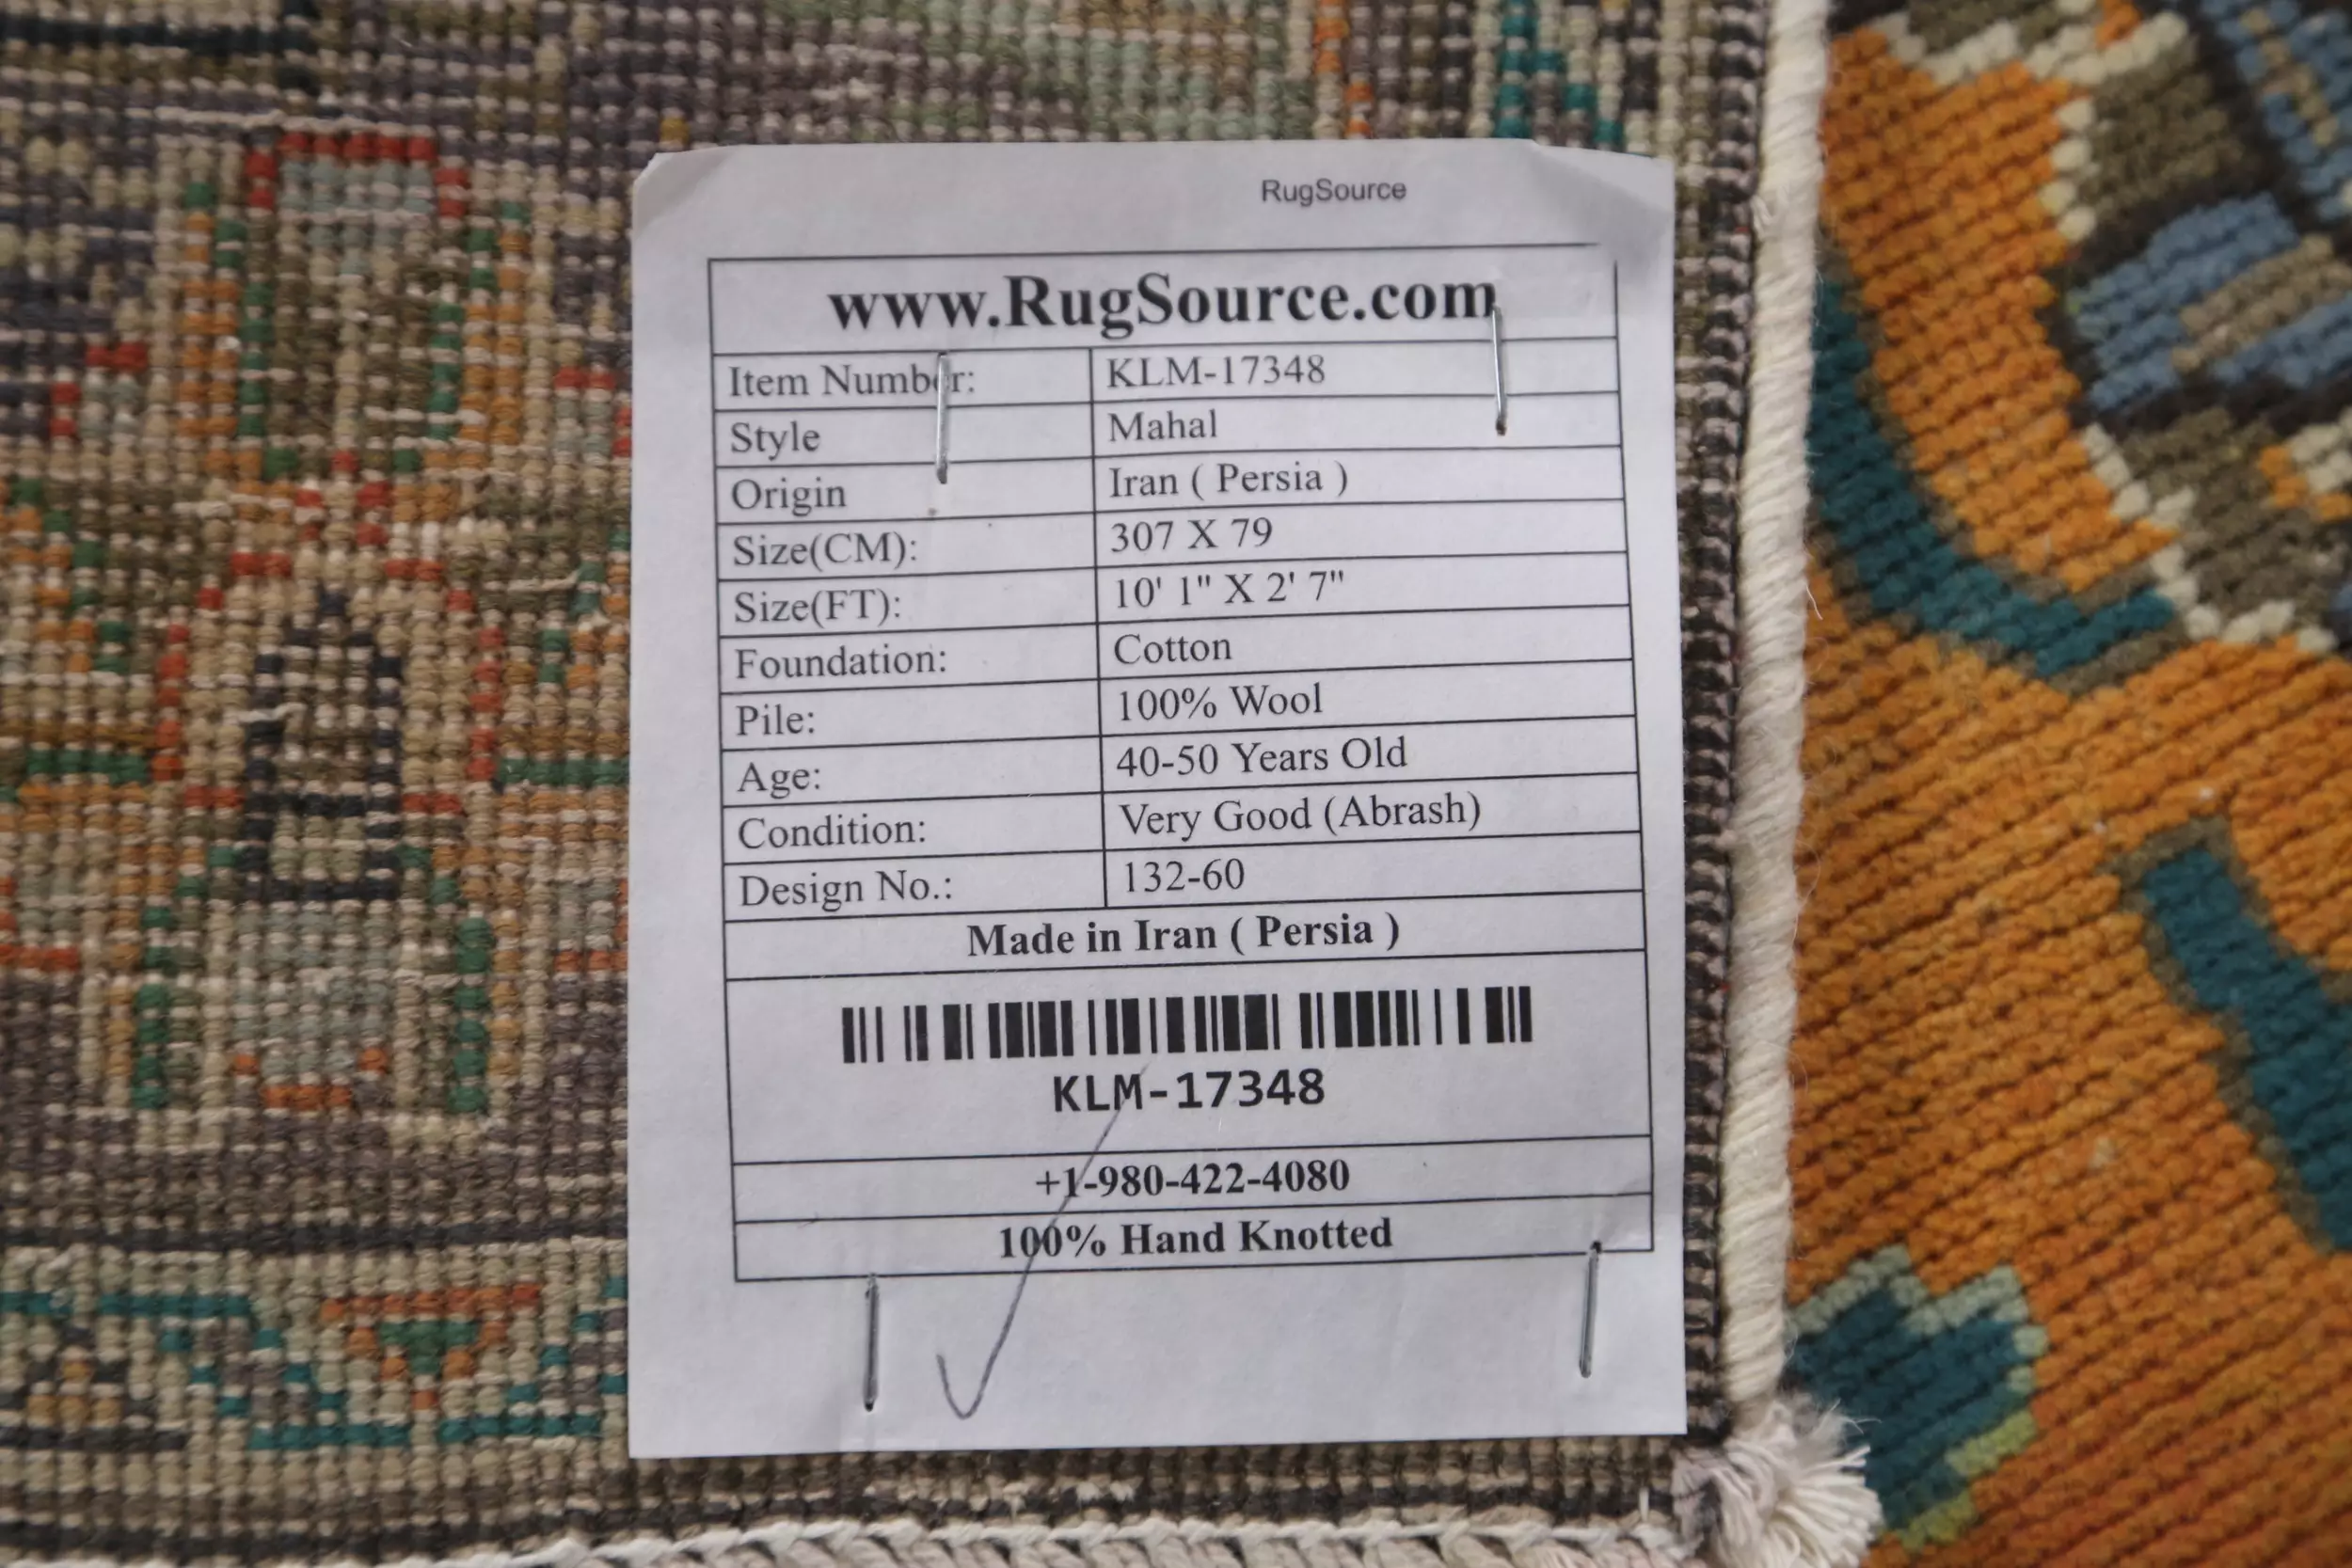 RugSource
www.RugSource.com
Item Number: KLM-17348
Style Mahal
Origin Iran ( Persia )
Size(CM): 307 X 79
Size(FT): 10' 1" X 2' 7"
Foundation: Cotton
Pile: 100% Wool
Age: 40-50 Years Old
Condition: Very Good (Abrash)
Design No.: 132-60
Made in Iran ( Persia )
KLM-17348
+1-980-422-4080
100% Hand Knotted